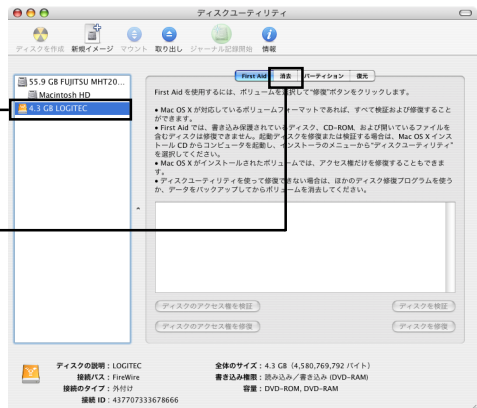 ディスクユーティリティ
ディスクを作成 新規イメージ マウント 取り出し ジャーナル記録開始 情報
55.9 GB FUJITSU MHT20...
Macintosh HD
4.3 GB LOGITEC
First Aid 消去 パーティション 復元
First Aid を使用するには、ボリュームを選択して“修復”ボタンをクリックします。
• Mac OS X が対応しているボリュームフォーマットであれば、すべて検証および修復すること
ができます。
• First Aid では、書き込み保護されているディスク、CD-ROM、および開いているファイルを
含むディスクは修復できません。起動ディスクを修復または検証する場合は、Mac OS X インス
トール CD からコンピュータを起動し、インストーラのメニューから“ディスクユーティリティ”
を選択してください。
• Mac OS X がインストールされたボリュームでは、アクセス権だけを修復することもできま
す。
• ディスクユーティリティを使って修復できない場合は、ほかのディスク修復プログラムを使う
か、データをバックアップしてからボリュームを消去してください。
ディスクのアクセス権を検証 ディスクを検証
ディスクのアクセス権を修復 ディスクを修復
ディスクの説明 : LOGITEC 全体のサイズ : 4.3 GB (4,580,769,792 バイト)
接続バス : FireWire 書き込み権限 : 読み込み／書き込み (DVD-RAM)
接続のタイプ : 外付け 容量 : DVD-ROM, DVD-RAM
接続 ID : 437707333678666